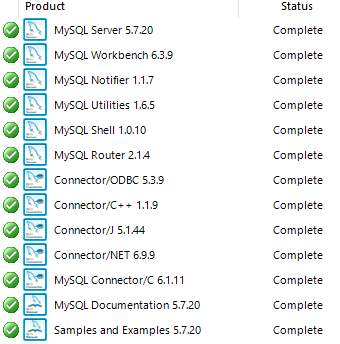 Product Status
MySQL Server 5.7.20 Complete
MySQL Workbench 6.3.9 Complete
MySQL Notifier 1.1.7 Complete
MySQL Utilities 1.6.5 Complete
MySQL Shell 1.0.10 Complete
MySQL Router 2.1.4 Complete
Connector/ODBC 5.3.9 Complete
Connector/C++ 1.1.9 Complete
Connector/J 5.1.44 Complete
Connector/NET 6.9.9 Complete
MySQL Connector/C 6.1.11 Complete
MySQL Documentation 5.7.20 Complete
Samples and Examples 5.7.20 Complete